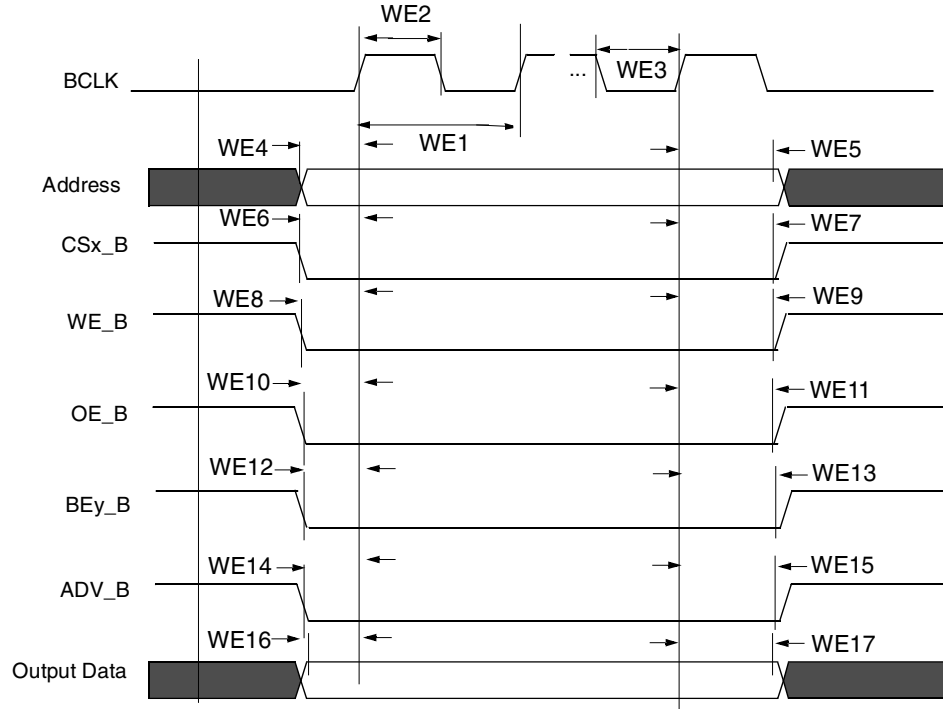 WE2
BCLK
...
WE3
WE1
WE4
WE5
Address
WE6
WE7
CSx_B
WE8
WE9
WE_B
WE10
WE11
OE_B
WE12
WE13
BEy_B
WE14
WE15
ADV_B
WE16
WE17
Output Data